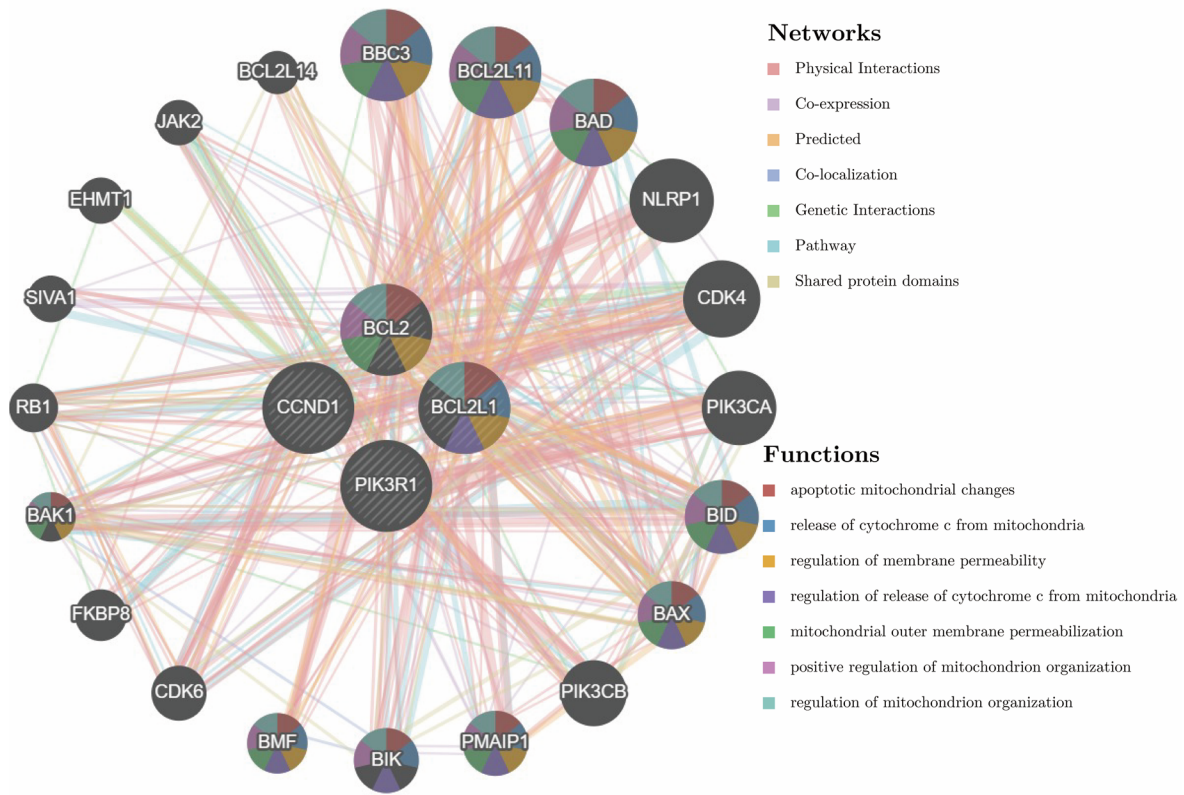 BBC3
BCL2L11
BCL2L14
BAD
JAK2
EHMT1
NLRP1
SIVA1
CDK4
BCL2
RB1
CCND1
BCL2L1
PIK3CA
PIK3R1
BAK1
BID
FKBP8
BAX
CDK6
PIK3CB
BMF
BIK
PMAIP1
Networks
Physical Interactions
Co-expression
Predicted
Co-localization
Genetic Interactions
Pathway
Shared protein domains
Functions
apoptotic mitochondrial changes
release of cytochrome c from mitochondria
regulation of membrane permeability
regulation of release of cytochrome c from mitochondria
mitochondrial outer membrane permeabilization
positive regulation of mitochondrion organization
regulation of mitochondrion organization